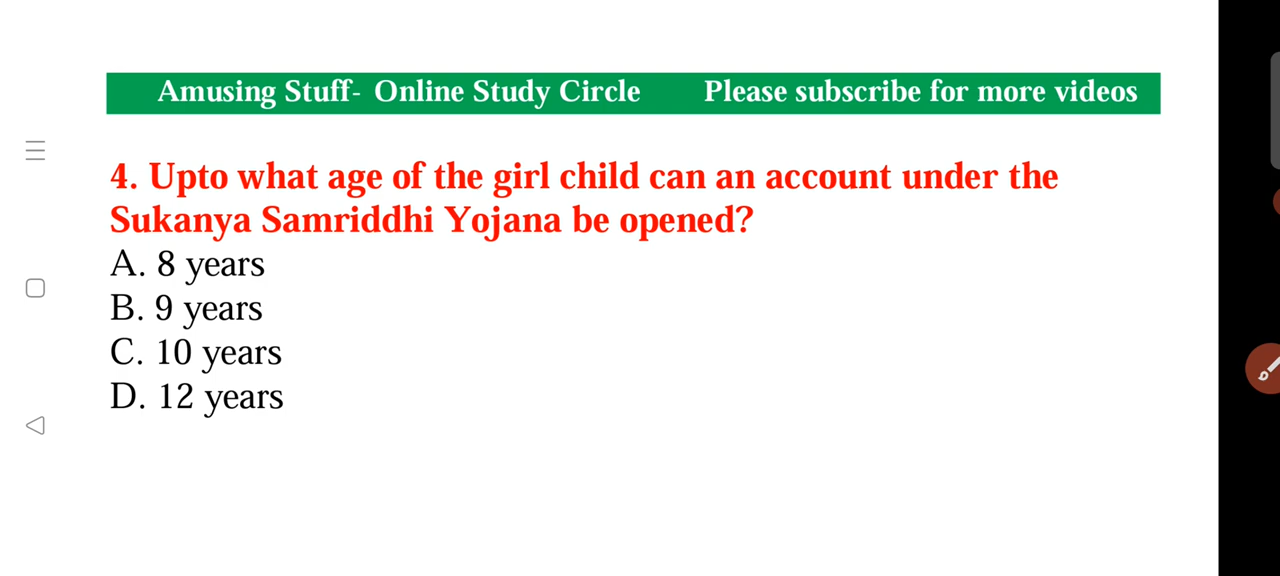 Amusing Stuff- Online Study Circle Please subscribe for more videos
4. Upto what age of the girl child can an account under the
Sukanya Samriddhi Yojana be opened?
A. 8 years
B. 9 years
C. 10 years
D. 12 years